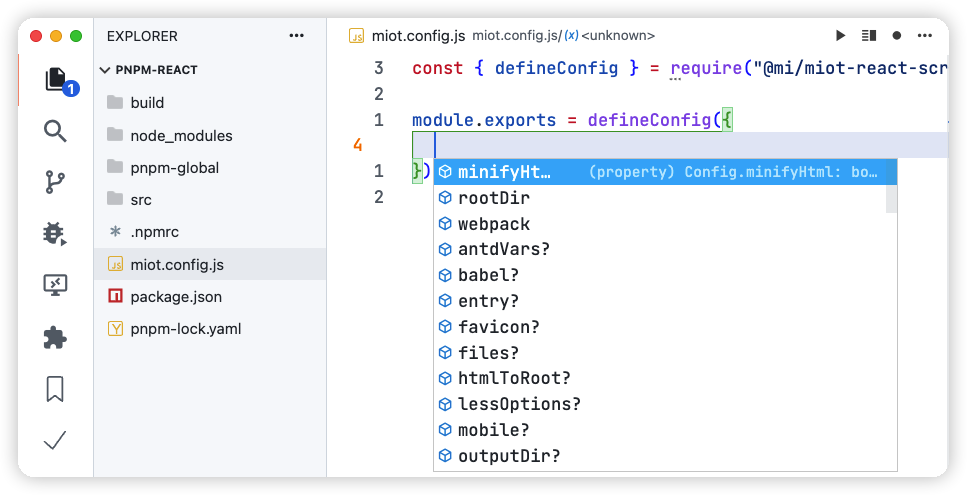 EXPLORER
PNPM-REACT
build
node_modules
pnpm-global
src
.npmrc
JS miot.config.js
package.json
Y pnpm-lock.yaml
1
JS miot.config.js miot.config.js/(x)<unknown>
3 const { defineConfig } = require("@mi/miot-react-scr
2
1 module.exports = defineConfig({
4
1 })
2
minifyHt… (property) Config.minifyHtml: bo…
rootDir
webpack
antdVars?
babel?
entry?
favicon?
files?
htmlToRoot?
lessOptions?
mobile?
outputDir?